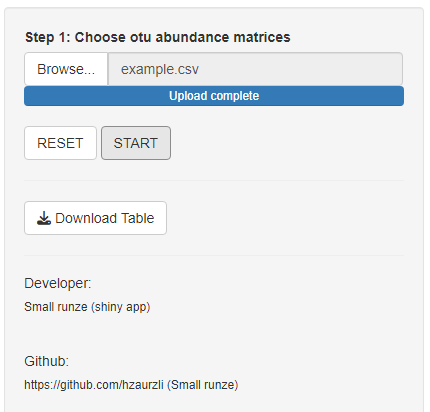 Step 1: Choose otu abundance matrices
Browse... example.csv
Upload complete
RESET START
Download Table
Developer:
Small runze (shiny app)
Github:
https://github.com/hzaurzli (Small runze)